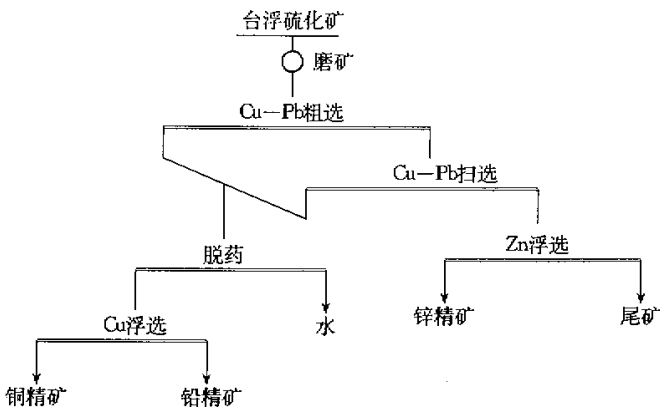 台浮硫化矿
磨矿
Cu—Pb粗选
Cu—Pb扫选
Zn浮选
脱药
锌精矿
尾矿
水
Cu浮选
铜精矿
铅精矿